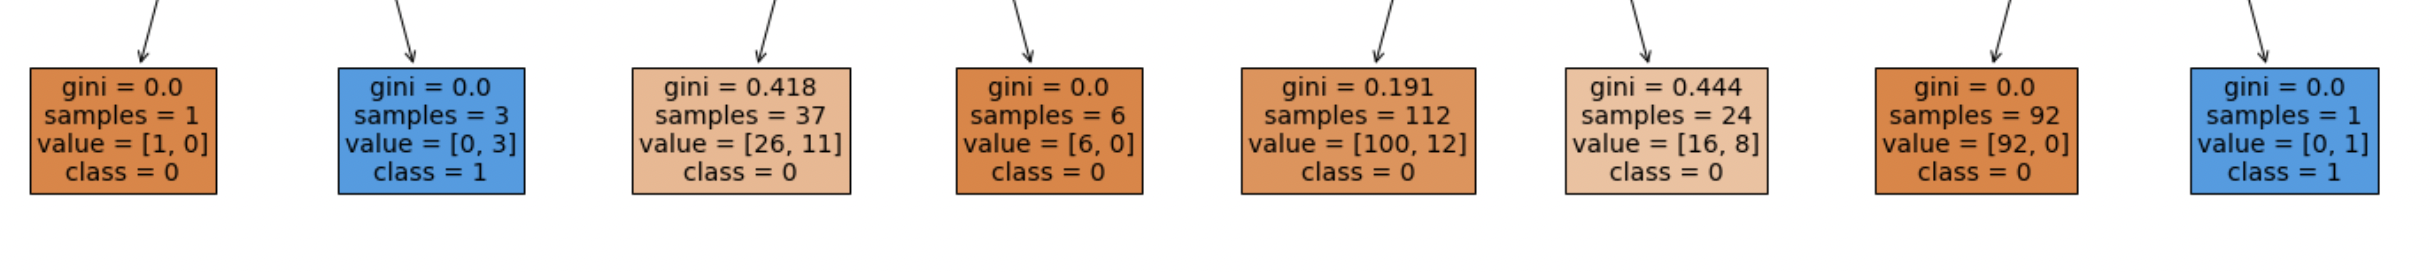 gini = 0.0
samples = 1
value = [1, 0]
class = 0
gini = 0.0
samples = 3
value = [0, 3]
class = 1
gini = 0.418
samples = 37
value = [26, 11]
class = 0
gini = 0.0
samples = 6
value = [6, 0]
class = 0
gini = 0.191
samples = 112
value = [100, 12]
class = 0
gini = 0.444
samples = 24
value = [16, 8]
class = 0
gini = 0.0
samples = 92
value = [92, 0]
class = 0
gini = 0.0
samples = 1
value = [0, 1]
class = 1